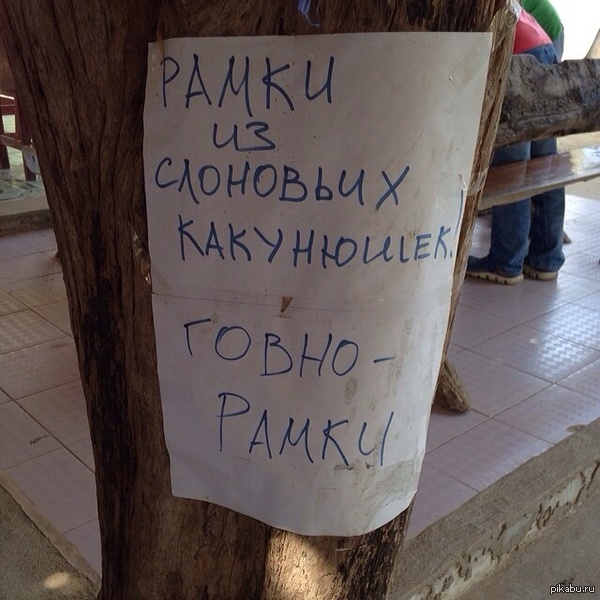 РАМКИ
ИЗ
СЛОНОВЬИХ
КАКУНЮШЕК!
ГОВНО-
РАМКИ
pikabu.ru